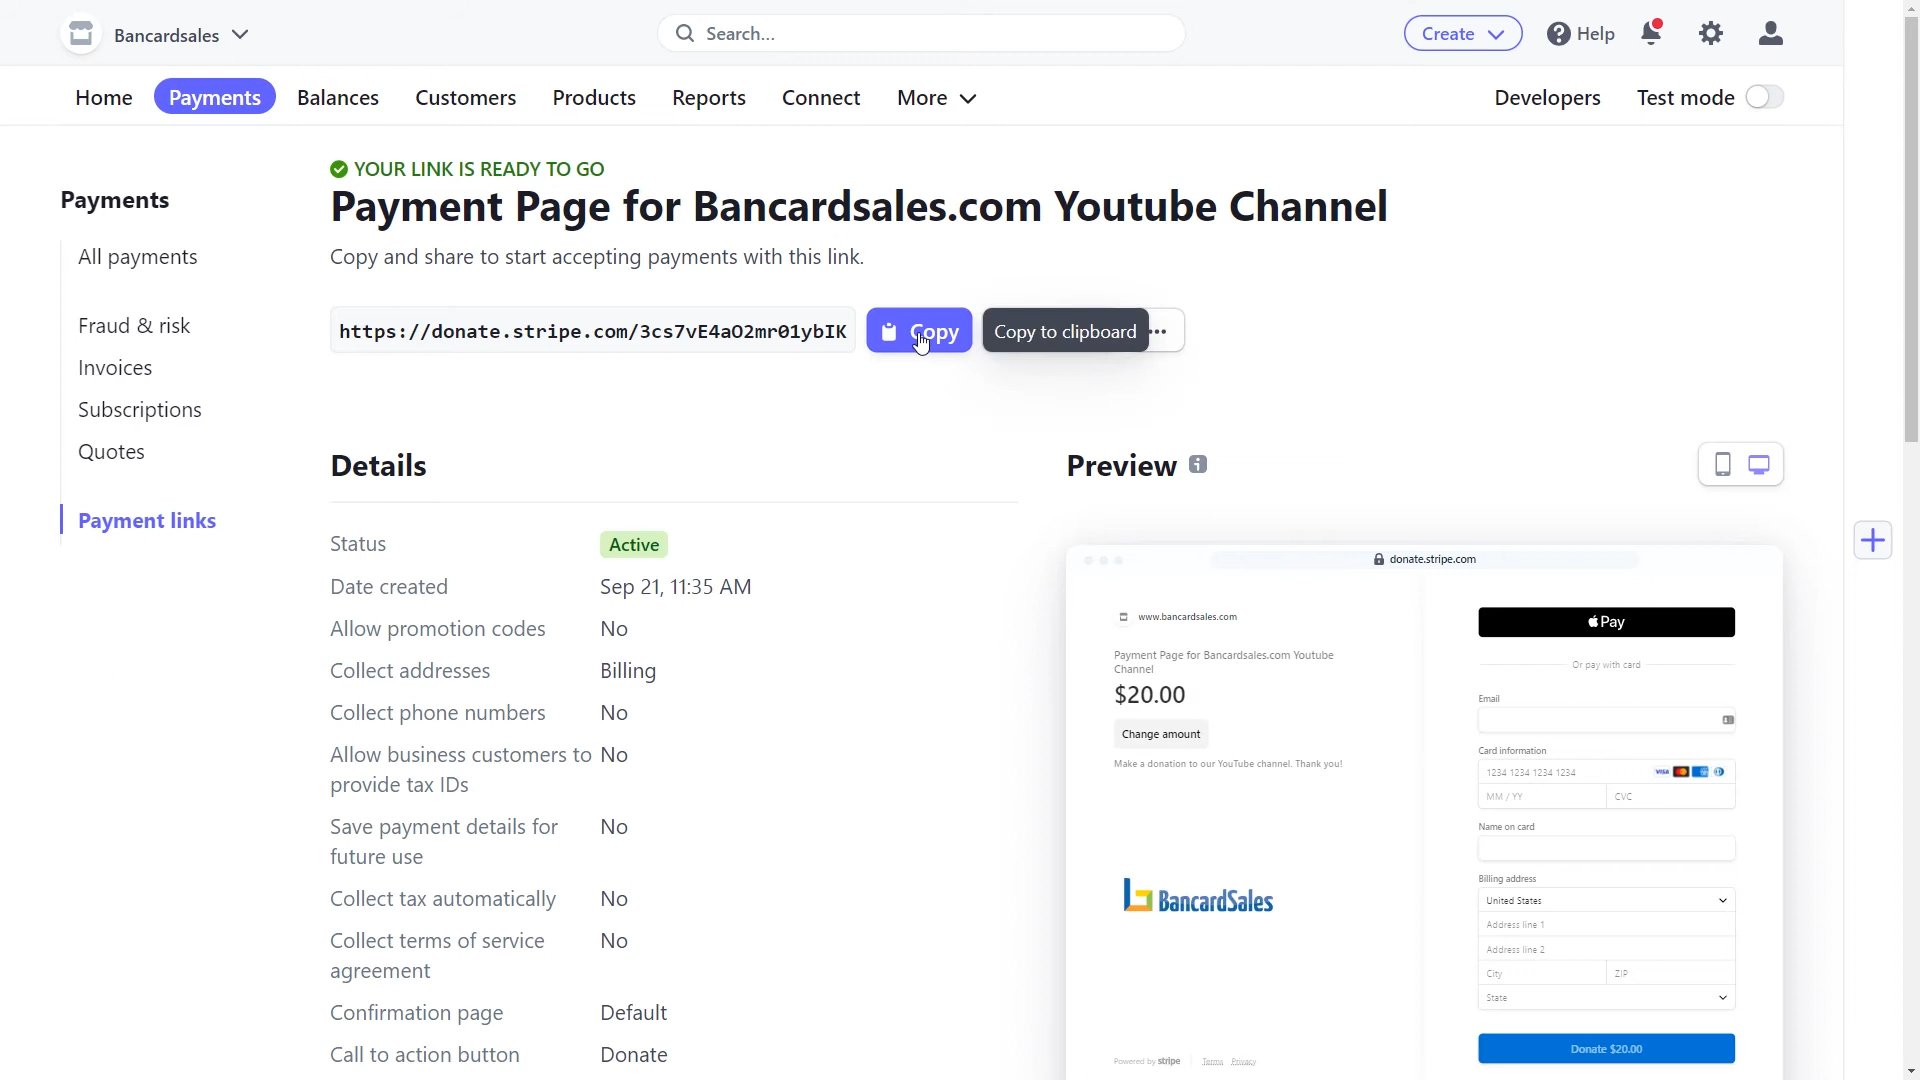 Bancardsales
Search...
Create
Help
Home
Payments
Balances
Customers
Products
Reports
Connect
More
Developers
Test mode
Payments
All payments
Fraud & risk
Invoices
Subscriptions
Quotes
Payment links
YOUR LINK IS READY TO GO
Payment Page for Bancardsales.com Youtube Channel
Copy and share to start accepting payments with this link.
https://donate.stripe.com/3cs7vE4aO2mr01ybIK
Copy
Copy to clipboard
Details
Status
Active
Date created
Sep 21, 11:35 AM
Allow promotion codes
No
Collect addresses
Billing
Collect phone numbers
No
Allow business customers to
provide tax IDs
No
Save payment details for
future use
No
Collect tax automatically
No
Collect terms of service
agreement
No
Confirmation page
Default
Call to action button
Donate
Preview
donate.stripe.com
www.bancardsales.com
Payment Page for Bancardsales.com Youtube
Channel
$20.00
Change amount
Make a donation to our YouTube channel. Thank you!
BancardSales
Powered by stripe
Terms
Privacy
Pay
Or pay with card
Email
Card information
1234 1234 1234 1234
VISA
MM / YY
CVC
Name on card
Billing address
United States
Address line 1
Address line 2
City
ZIP
State
Donate $20.00